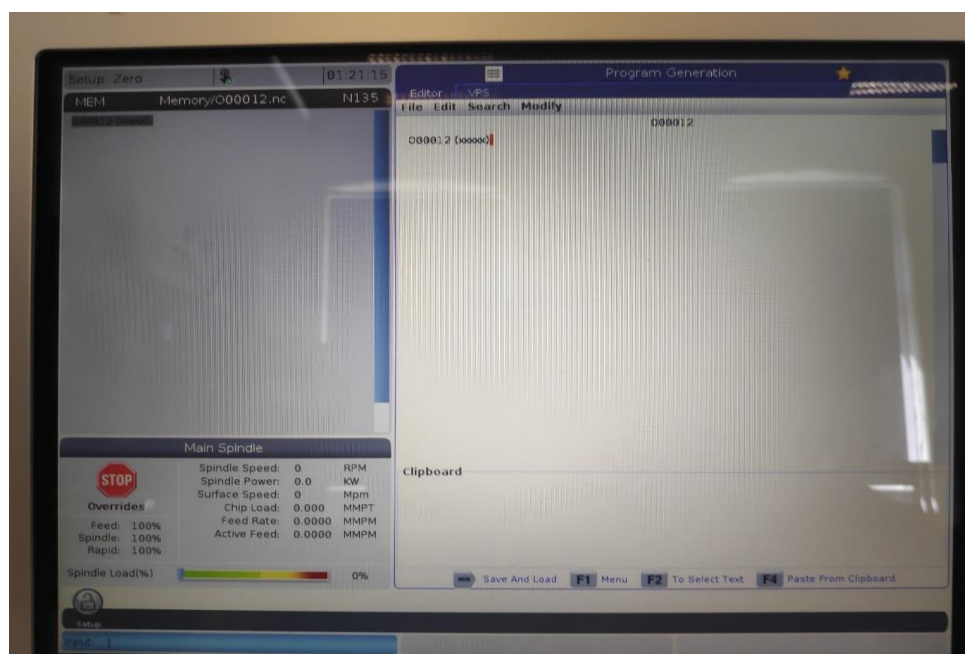 Setup: Zero
01:21:15
MEM
Memory/O00012.nc
N135
O00012 (xxxxx)
Program Generation
Editor
VPS
File Edit Search Modify
O00012
O00012 (xxxxx)
Clipboard
MEM Save And Load
F1 Menu
F2 To Select Text
F4 Paste From Clipboard
Main Spindle
STOP
Overrides
Feed: 100%
Spindle: 100%
Rapid: 100%
Spindle Speed: 0 RPM
Spindle Power: 0.0 KW
Surface Speed: 0 Mpm
Chip Load: 0.000 MMPT
Feed Rate: 0.0000 MMPM
Active Feed: 0.0000 MMPM
Spindle Load(%)
0%
Setup
Input: